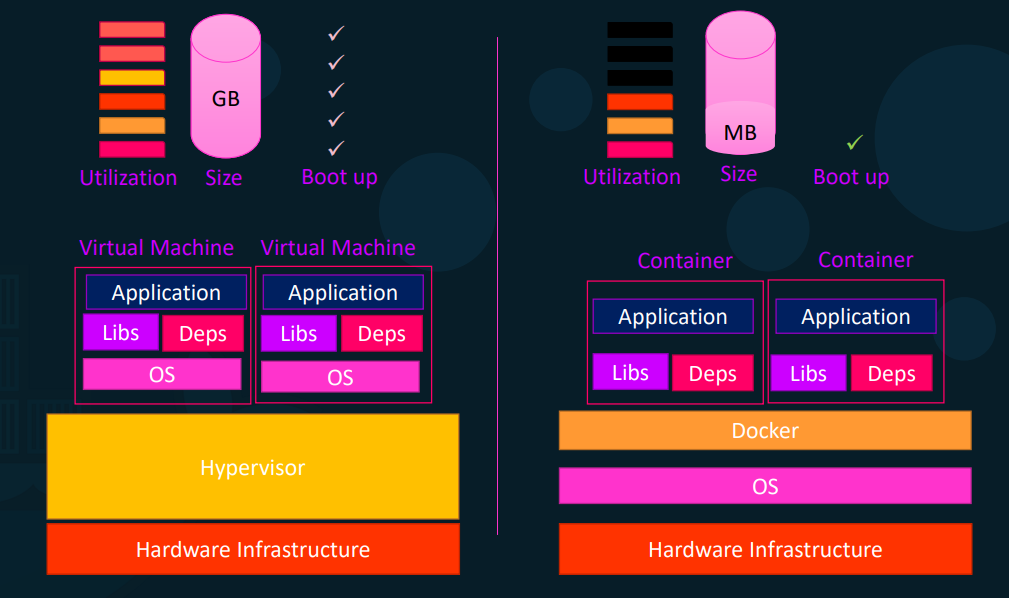 GB
Utilization
Size
Boot up
Virtual Machine
Virtual Machine
Application
Libs
Deps
OS
Application
Libs
Deps
OS
Hypervisor
Hardware Infrastructure
MB
Utilization
Size
Boot up
Container
Container
Application
Libs
Deps
Application
Libs
Deps
Docker
OS
Hardware Infrastructure